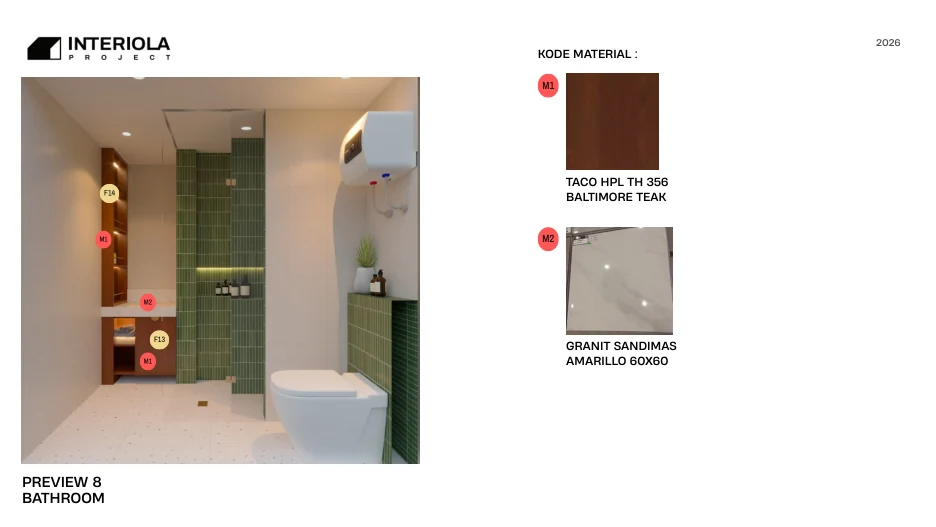 INTERIOLA
PROJECT
2026
KODE MATERIAL :
M1
TACO HPL TH 356
BALTIMORE TEAK
M2
GRANIT SANDIMAS
AMARILLO 60X60
F14
M1
M2
F13
M1
PREVIEW 8
BATHROOM